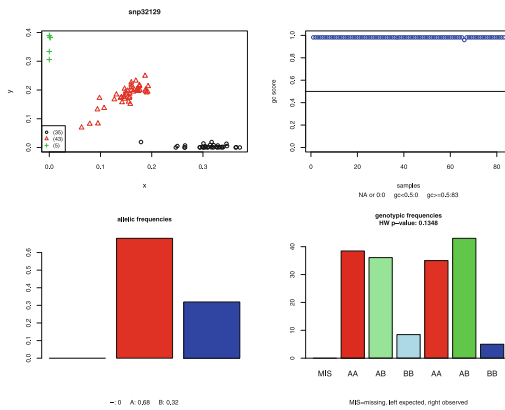 snp32129
0.4
0.3
0.2
0.1
0.0
y
(35)
(43)
(5)
0.0 0.1 0.2 0.3
x
1.0
0.8
0.6
0.4
0.2
0.0
gc score
0 20 40 60 80
samples
NA or 0:0 gc<0.5:0 gc>=0.5:83
allelic frequencies
0.6
0.5
0.4
0.3
0.2
0.1
0.0
-: 0 A: 0,68 B: 0,32
genotypic frequencies
HW p-value: 0.1348
40
30
20
10
0
MIS AA AB BB AA AB BB
MIS=missing, left expected, right observed